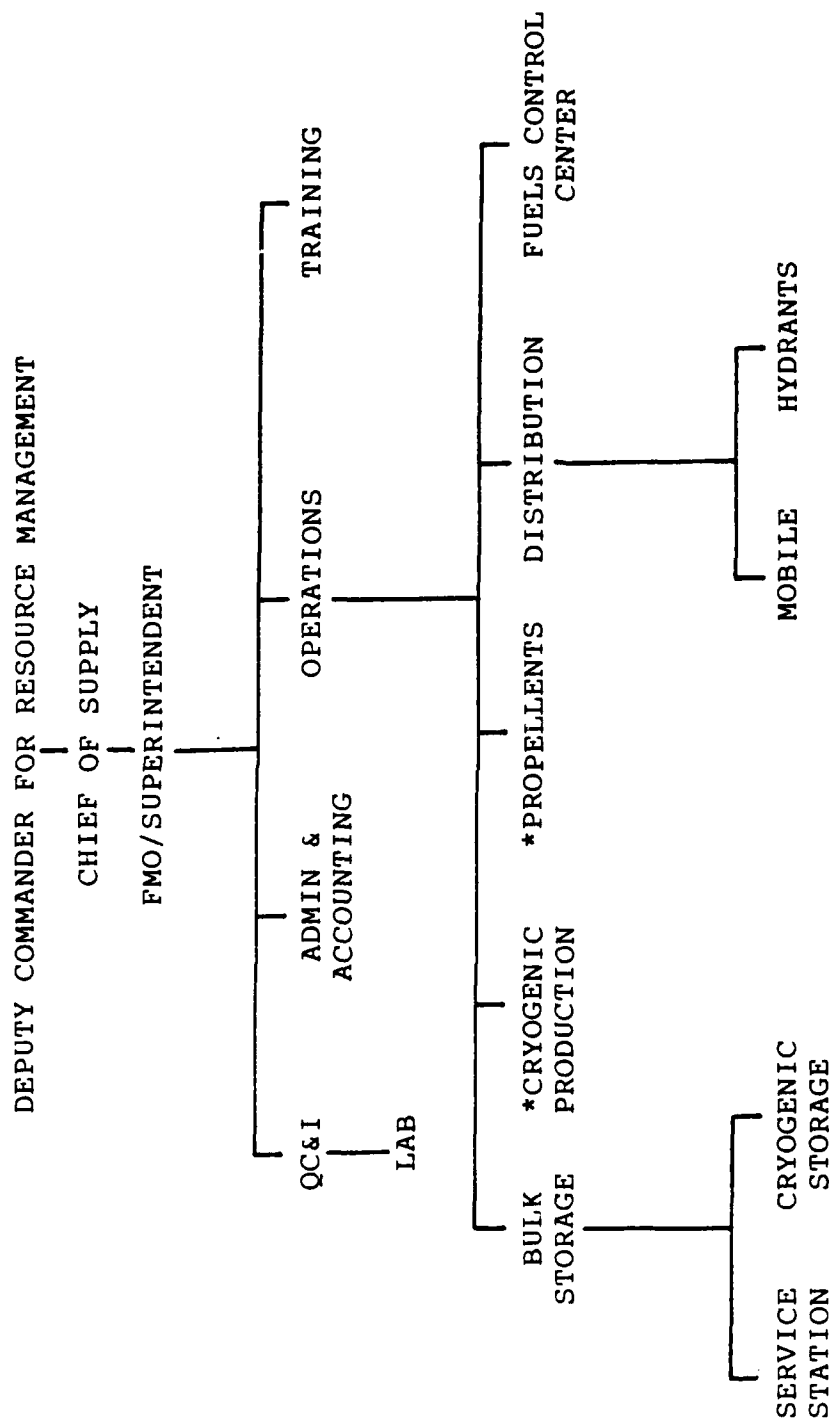 DEPUTY COMMANDER FOR RESOURCE MANAGEMENT
CHIEF OF SUPPLY
FMO/SUPERINTENDENT
QC&I
LAB
ADMIN &
ACCOUNTING
OPERATIONS
TRAINING
BULK
STORAGE
*CRYOGENIC
PRODUCTION
*PROPELLENTS
DISTRIBUTION
FUELS CONTROL
CENTER
SERVICE
STATION
CRYOGENIC
STORAGE
MOBILE
HYDRANTS